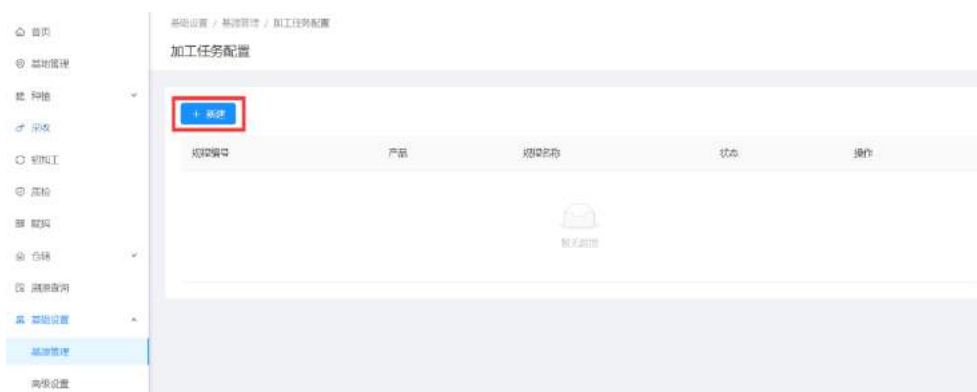 首页
基地管理
种植
采收
初加工
质检
赋码
仓储
溯源查询
基础设置
基源管理
高级设置
基础设置 / 基源管理 / 加工任务配置
加工任务配置
+ 新建
规程编号 产品 规程名称 状态 操作
暂无数据